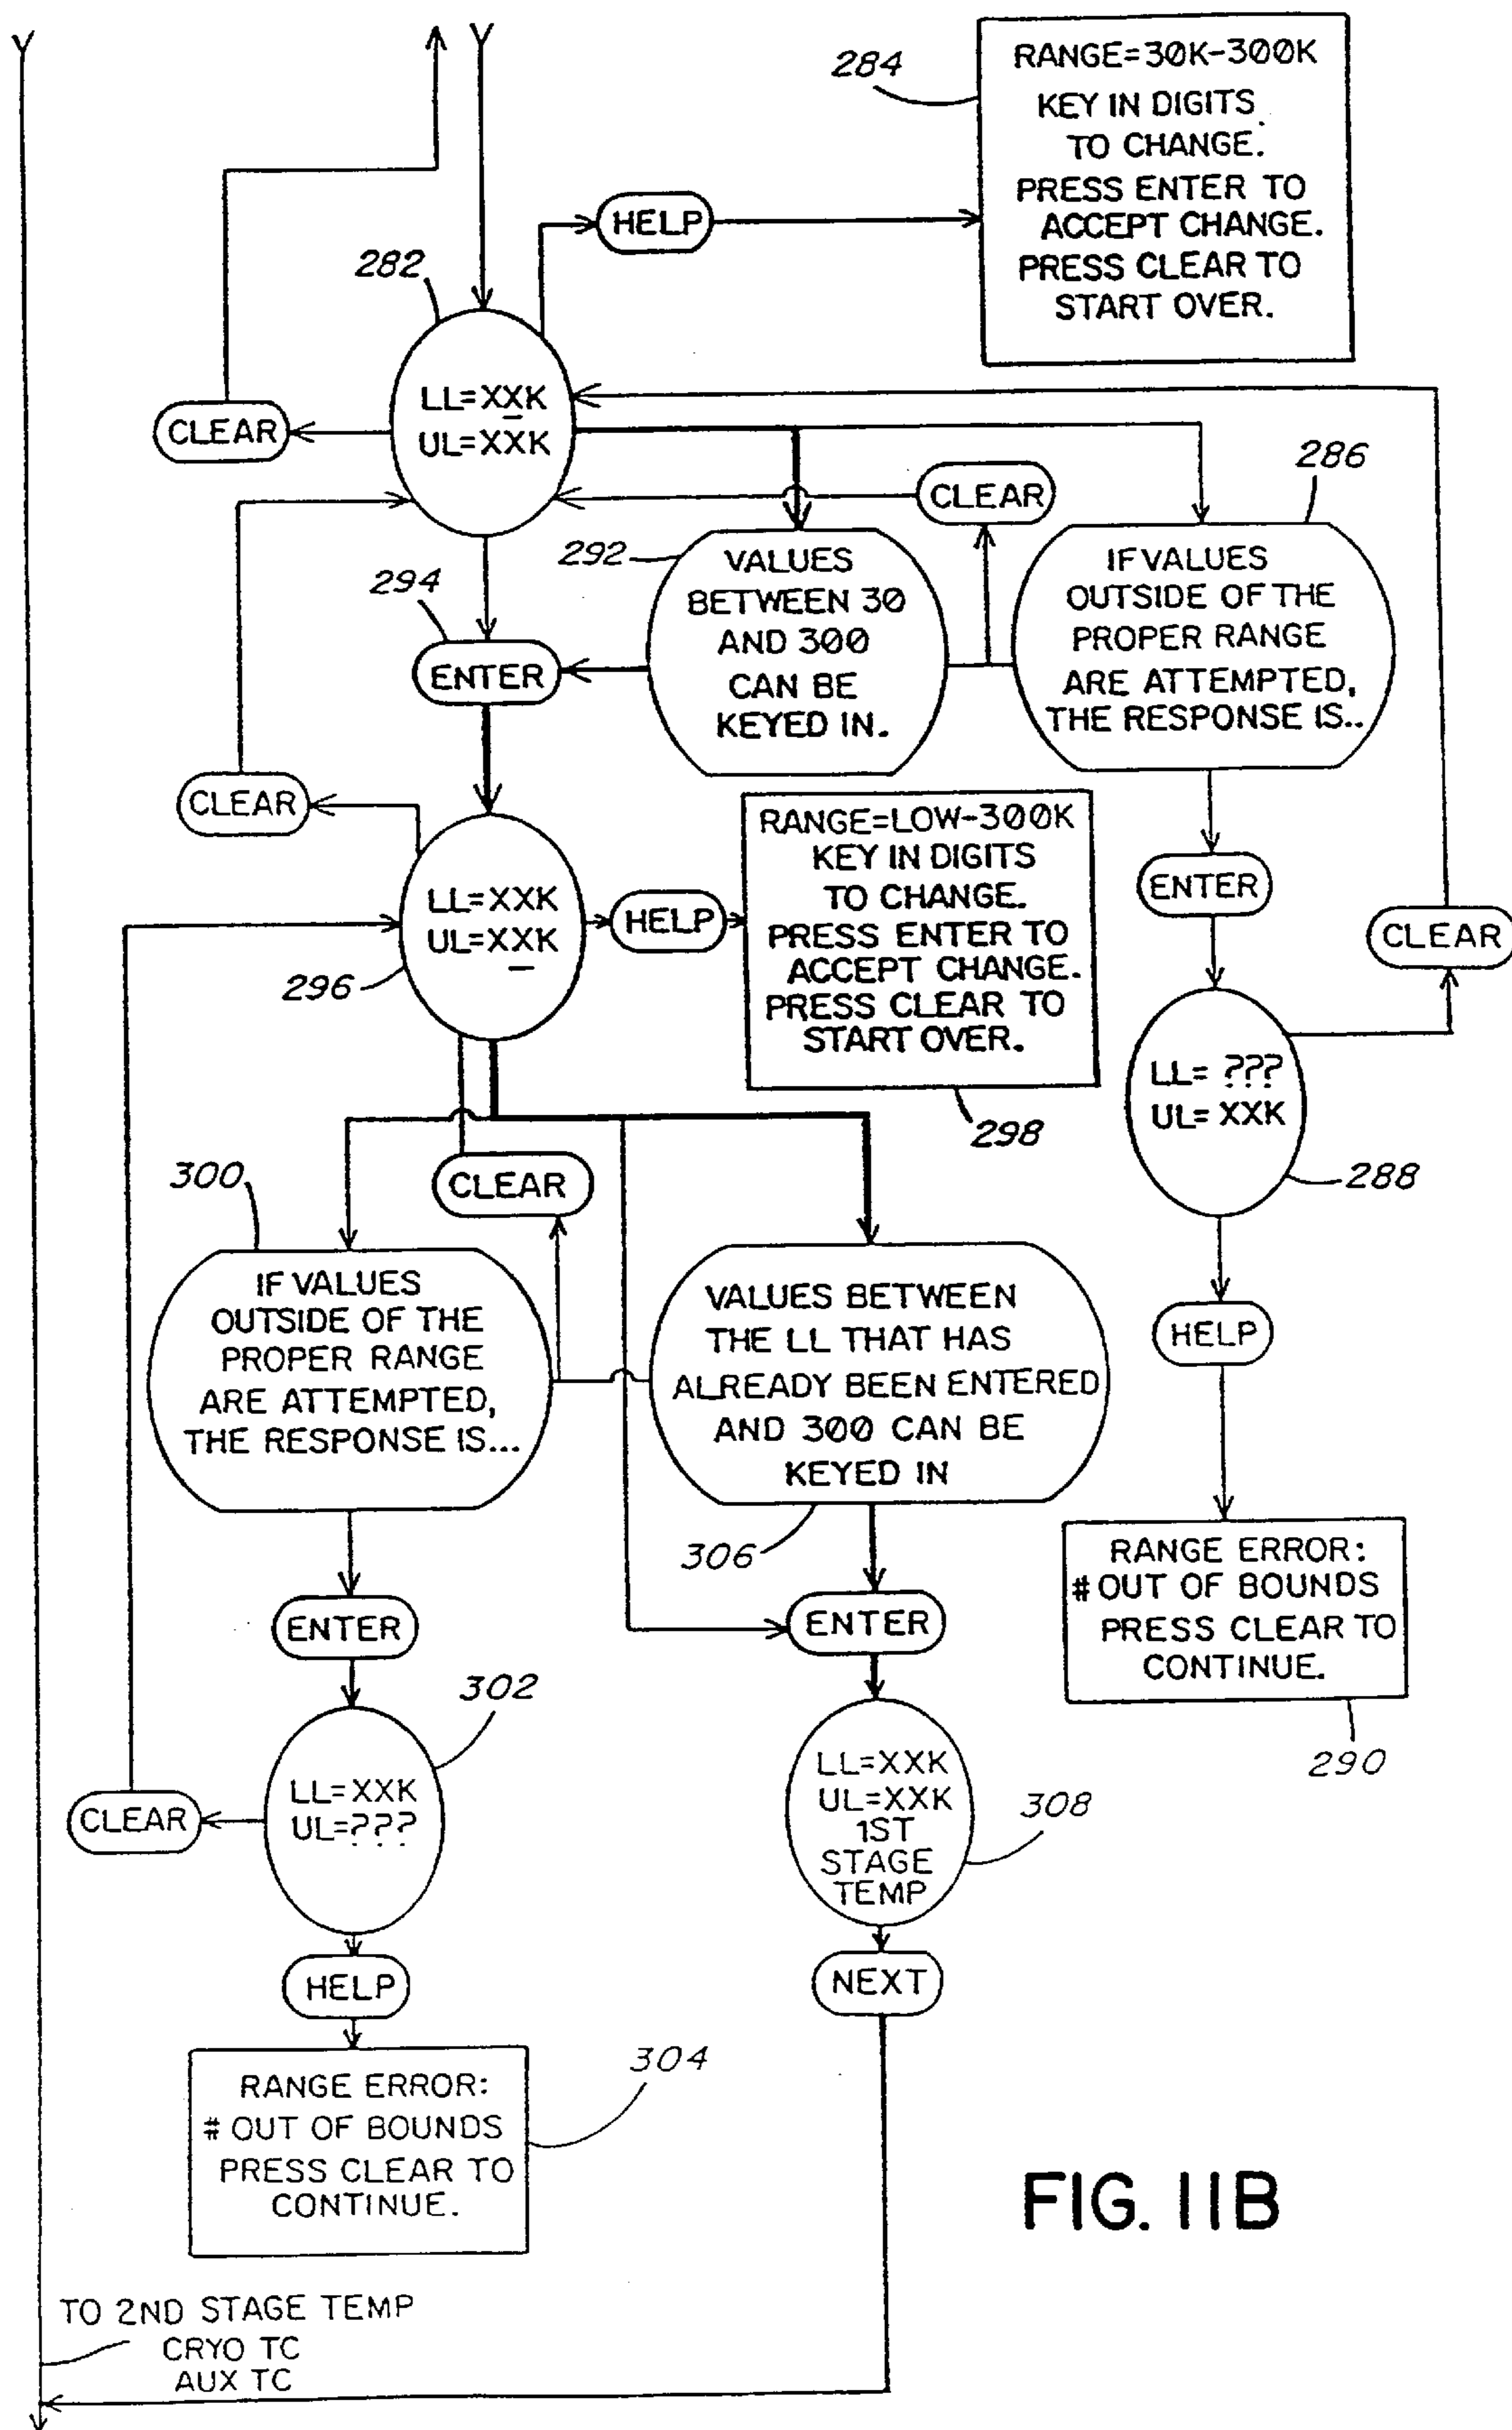 284
RANGE=30K-300K
KEY IN DIGITS
TO CHANGE.
PRESS ENTER TO
ACCEPT CHANGE.
PRESS CLEAR TO
START OVER.
HELP
282
LL=XXK
UL=XXK
CLEAR
286
CLEAR
292
VALUES
BETWEEN 30
AND 300
CAN BE
KEYED IN.
IF VALUES
OUTSIDE OF THE
PROPER RANGE
ARE ATTEMPTED,
THE RESPONSE IS..
294
ENTER
CLEAR
RANGE=LOW-300K
KEY IN DIGITS
TO CHANGE.
PRESS ENTER TO
ACCEPT CHANGE.
PRESS CLEAR TO
START OVER.
ENTER
LL=XXK
UL=XXK
HELP
CLEAR
296
298
LL= ???
UL= XXK
288
300
CLEAR
IF VALUES
OUTSIDE OF THE
PROPER RANGE
ARE ATTEMPTED,
THE RESPONSE IS...
VALUES BETWEEN
THE LL THAT HAS
ALREADY BEEN ENTERED
AND 300 CAN BE
KEYED IN
HELP
306
RANGE ERROR:
# OUT OF BOUNDS
PRESS CLEAR TO
CONTINUE.
290
ENTER
ENTER
302
LL=XXK
UL=???
CLEAR
LL=XXK
UL=XXK
1ST
STAGE
TEMP
308
HELP
NEXT
304
RANGE ERROR:
# OUT OF BOUNDS
PRESS CLEAR TO
CONTINUE.
FIG. 11B
TO 2ND STAGE TEMP
CRYO TC
AUX TC